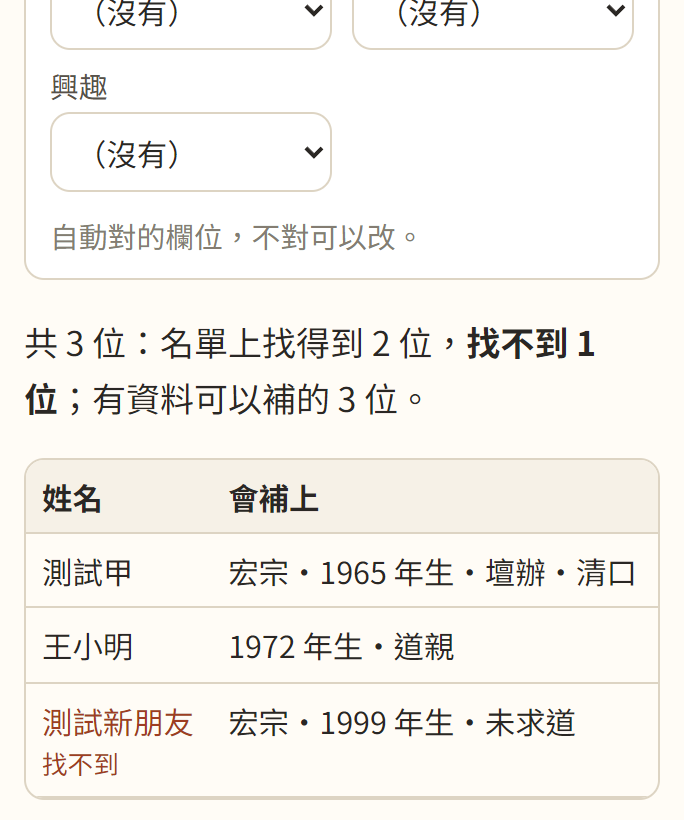 （沒有） （沒有）
興趣
（沒有）
自動對的欄位，不對可以改。
共 3 位：名單上找得到 2 位，找不到 1
位；有資料可以補的 3 位。
姓名 會補上
測試甲 宏宗・1965 年生・壇辦・清口
王小明 1972 年生・道親
測試新朋友 宏宗・1999 年生・未求道
找不到